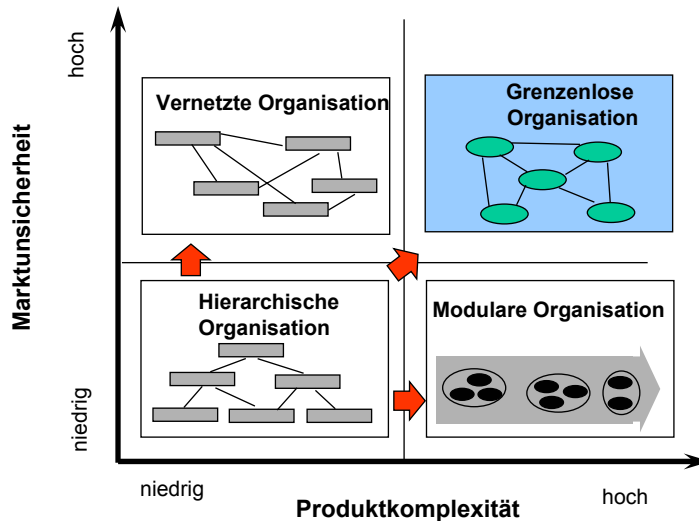 hoch
Marktunsicherheit
niedrig
Vernetzte Organisation
Grenzenlose
Organisation
Hierarchische
Organisation
Modulare Organisation
niedrig
Produktkomplexität
hoch